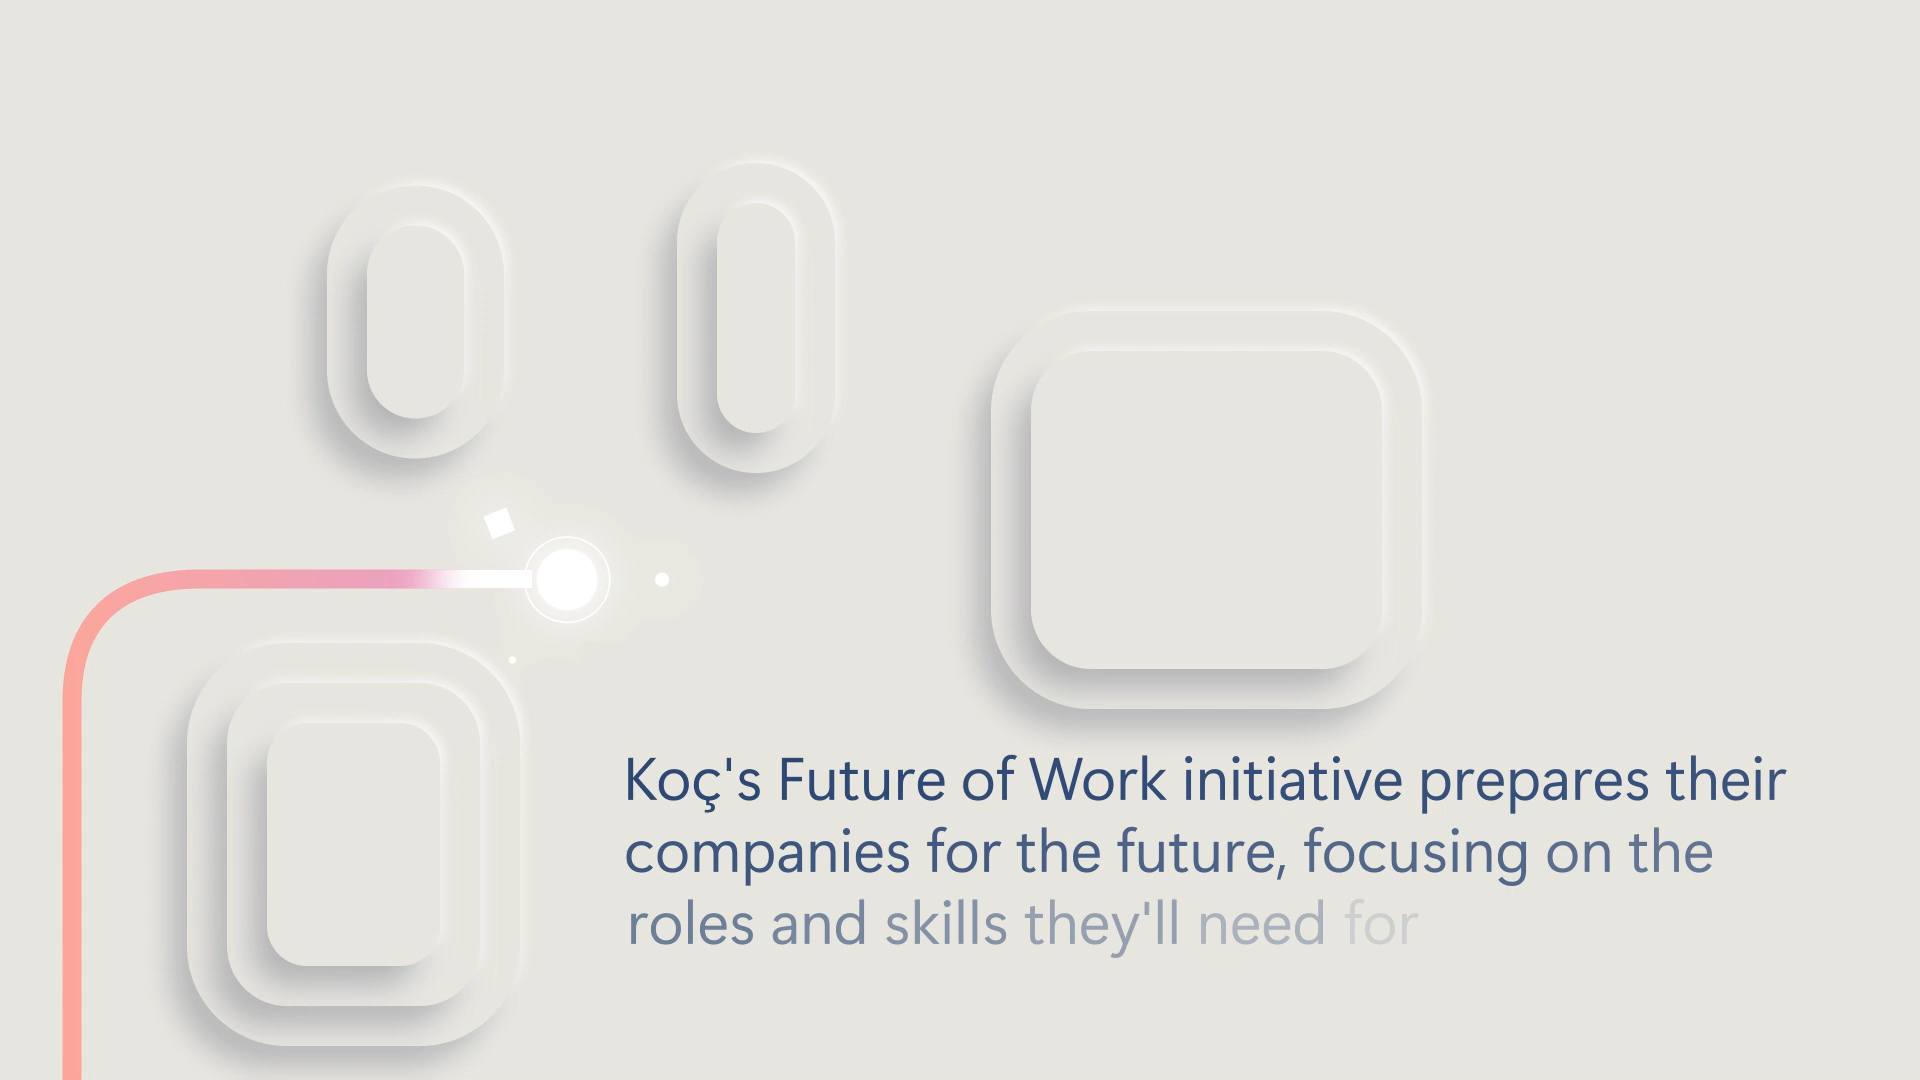 Koç's Future of Work initiative prepares their
companies for the future, focusing on the
roles and skills they'll need for